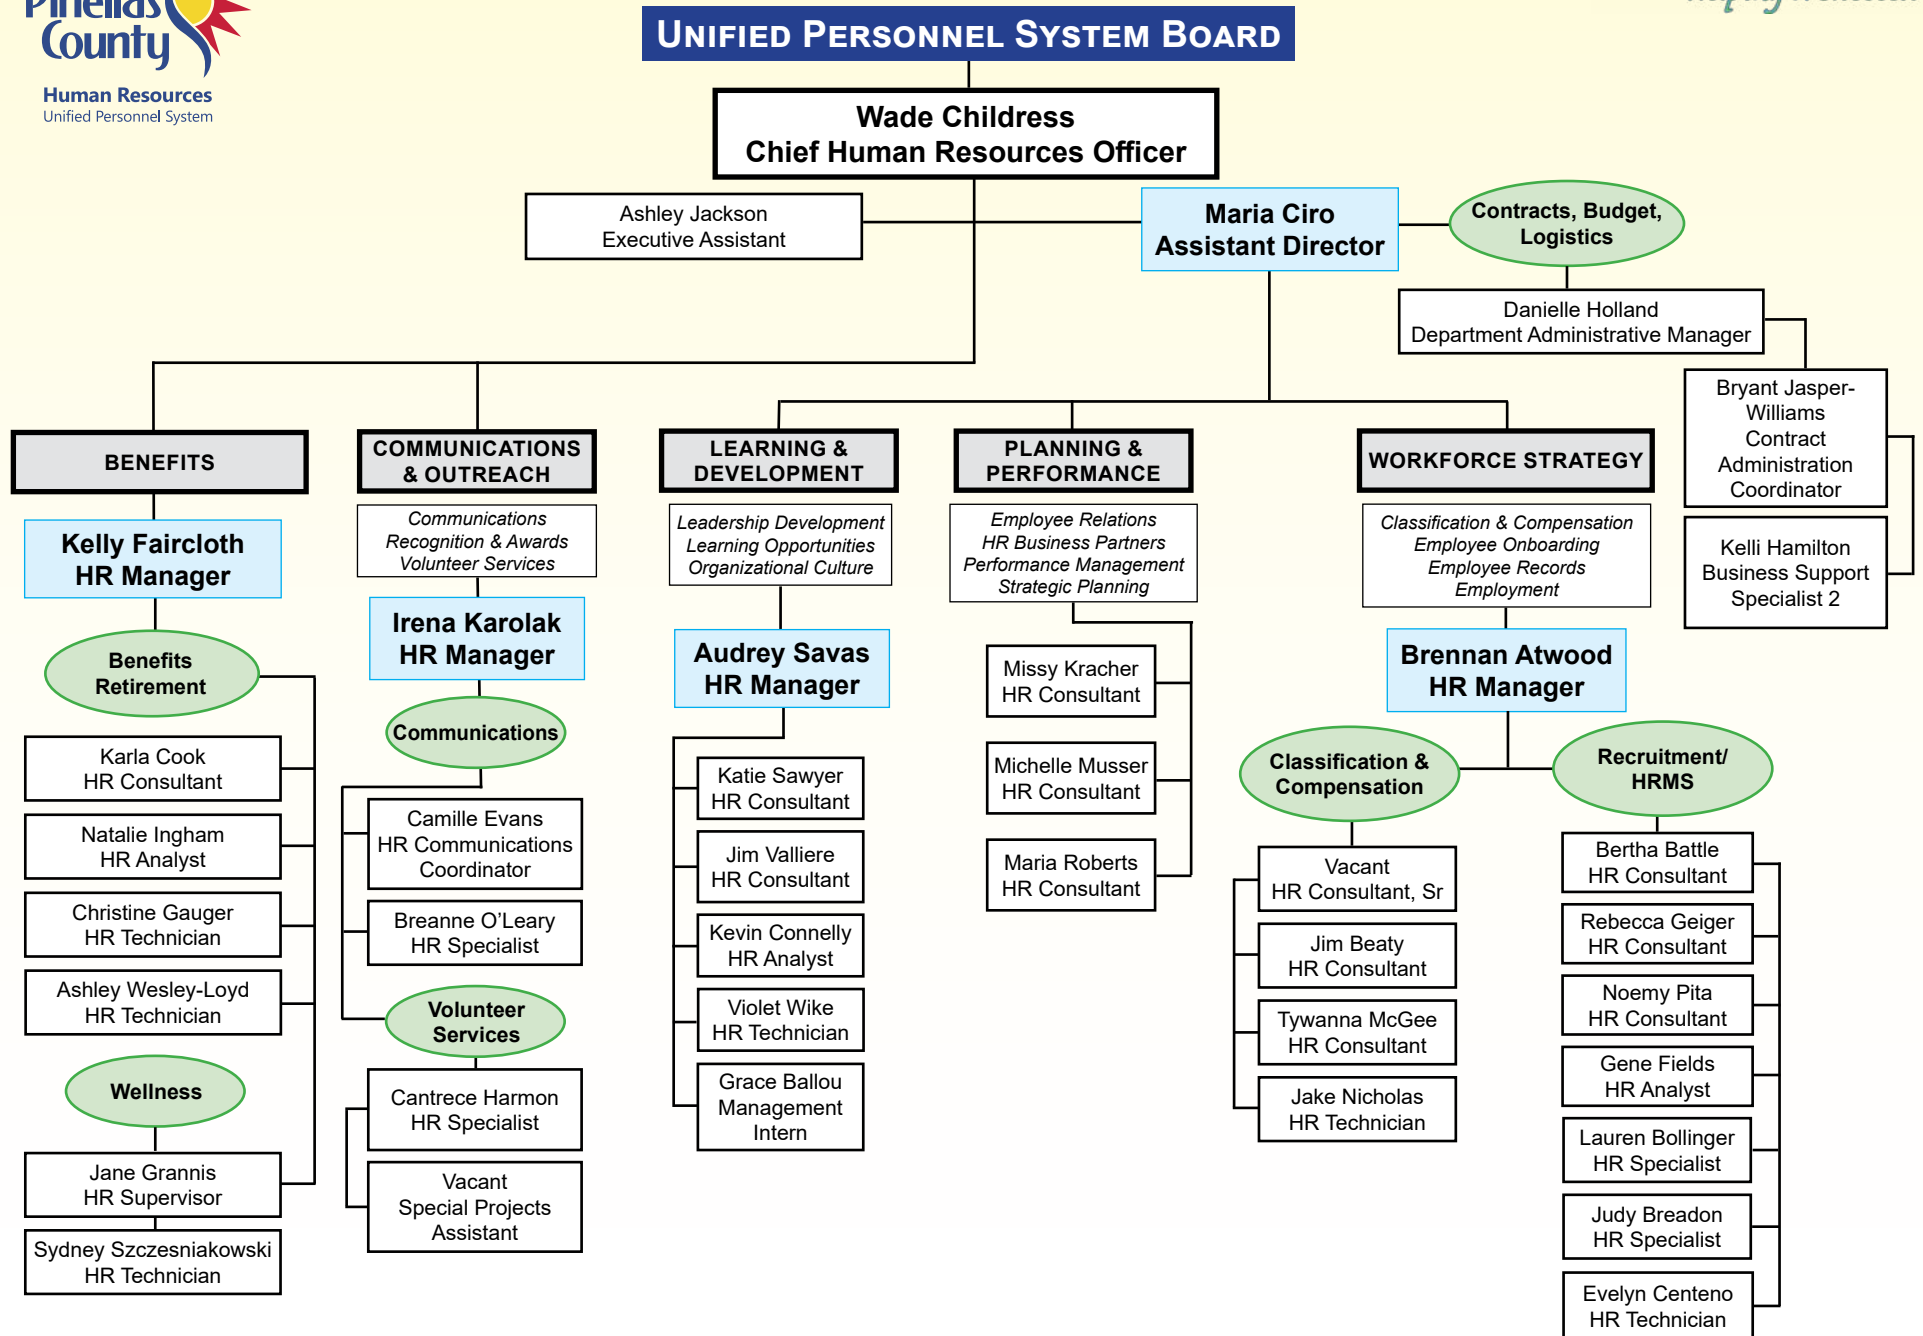 Pinellas
County
Human Resources
Unified Personnel System
UNIFIED PERSONNEL SYSTEM BOARD
Wade Childress
Chief Human Resources Officer
Ashley Jackson
Executive Assistant
Maria Ciro
Assistant Director
Contracts, Budget,
Logistics
Danielle Holland
Department Administrative Manager
Bryant Jasper-
Williams
Contract
Administration
Coordinator
Kelli Hamilton
Business Support
Specialist 2
BENEFITS
Kelly Faircloth
HR Manager
Benefits
Retirement
Karla Cook
HR Consultant
Natalie Ingham
HR Analyst
Christine Gauger
HR Technician
Ashley Wesley-Loyd
HR Technician
Wellness
Jane Grannis
HR Supervisor
Sydney Szczesniakowski
HR Technician
COMMUNICATIONS
& OUTREACH
Communications
Recognition & Awards
Volunteer Services
Irena Karolak
HR Manager
Communications
Camille Evans
HR Communications
Coordinator
Breanne O’Leary
HR Specialist
Volunteer
Services
Cantrece Harmon
HR Specialist
Vacant
Special Projects
Assistant
LEARNING &
DEVELOPMENT
Leadership Development
Learning Opportunities
Organizational Culture
Audrey Savas
HR Manager
Katie Sawyer
HR Consultant
Jim Valliere
HR Consultant
Kevin Connelly
HR Analyst
Violet Wike
HR Technician
Grace Ballou
Management
Intern
PLANNING &
PERFORMANCE
Employee Relations
HR Business Partners
Performance Management
Strategic Planning
Missy Kracher
HR Consultant
Michelle Musser
HR Consultant
Maria Roberts
HR Consultant
WORKFORCE STRATEGY
Classification & Compensation
Employee Onboarding
Employee Records
Employment
Brennan Atwood
HR Manager
Classification &
Compensation
Vacant
HR Consultant, Sr
Jim Beaty
HR Consultant
Tywanna McGee
HR Consultant
Jake Nicholas
HR Technician
Recruitment/
HRMS
Bertha Battle
HR Consultant
Rebecca Geiger
HR Consultant
Noemy Pita
HR Consultant
Gene Fields
HR Analyst
Lauren Bollinger
HR Specialist
Judy Breadon
HR Specialist
Evelyn Centeno
HR Technician